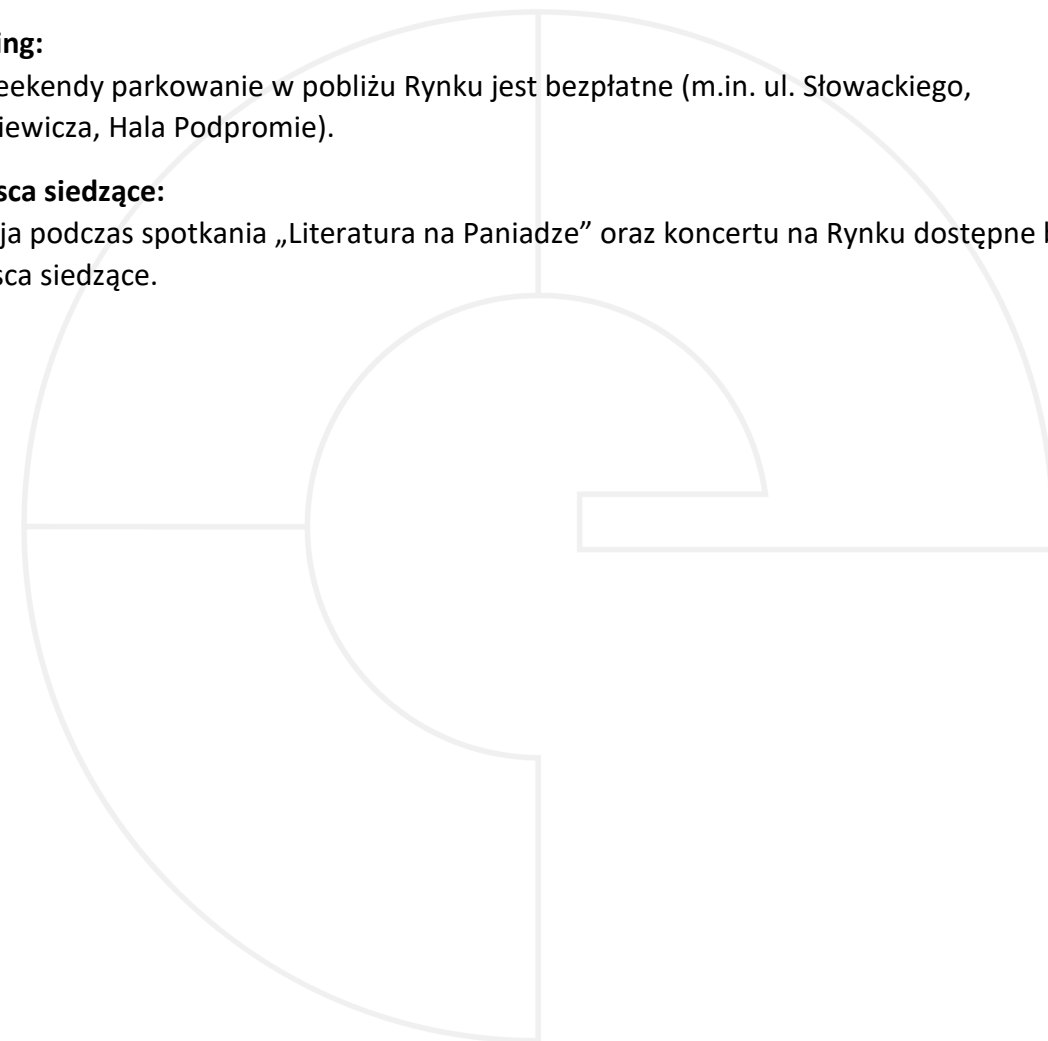 ing:
eekendy parkowanie w pobliżu Rynku jest bezpłatne (m.in. ul. Słowackiego,
iewicza, Hala Podpromie).
sca siedzące:
ja podczas spotkania „Literatura na Paniadze” oraz koncertu na Rynku dostępne
sca siedzące.